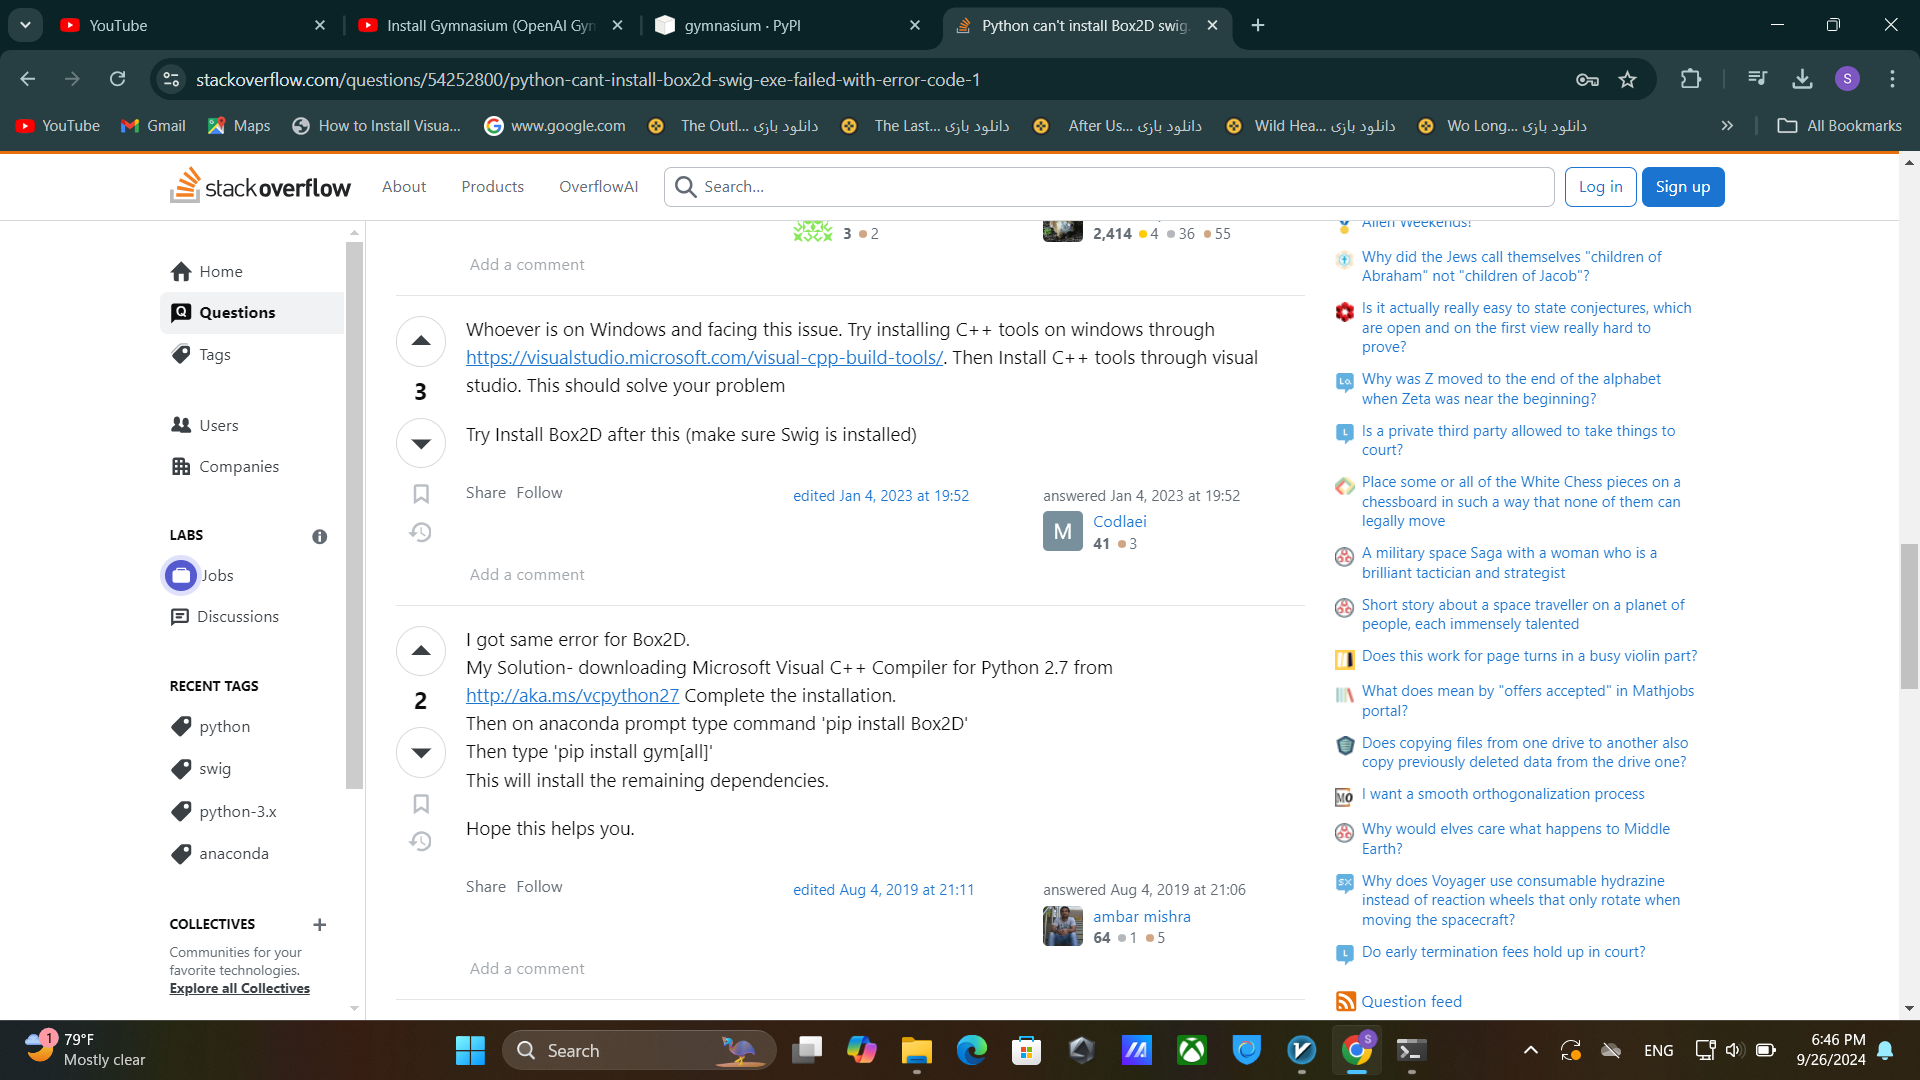 YouTube
Install Gymnasium (OpenAI Gyn
gymnasium · PyPI
Python can't install Box2D swig.
stackoverflow.com/questions/54252800/python-cant-install-box2d-swig-exe-failed-with-error-code-1
S
YouTube
Gmail
Maps
How to Install Visua...
www.google.com
The Outl... دانلود بازی
The Last... دانلود بازی
After Us... دانلود بازی
Wild Hea... دانلود بازی
Wo Long... دانلود بازی
All Bookmarks
stackoverflow
About
Products
OverflowAI
Search...
Log in
Sign up
Home
Questions
Tags
Users
Companies
LABS
Jobs
Discussions
RECENT TAGS
python
swig
python-3.x
anaconda
COLLECTIVES
Communities for your
favorite technologies.
Explore all Collectives
3 2
2,414 4 36 55
Add a comment
3
Whoever is on Windows and facing this issue. Try installing C++ tools on windows through
https://visualstudio.microsoft.com/visual-cpp-build-tools/. Then Install C++ tools through visual
studio. This should solve your problem
Try Install Box2D after this (make sure Swig is installed)
Share Follow
edited Jan 4, 2023 at 19:52
answered Jan 4, 2023 at 19:52
M
Codlaei
41 3
Add a comment
2
I got same error for Box2D.
My Solution- downloading Microsoft Visual C++ Compiler for Python 2.7 from
http://aka.ms/vcpython27 Complete the installation.
Then on anaconda prompt type command 'pip install Box2D'
Then type 'pip install gym[all]'
This will install the remaining dependencies.
Hope this helps you.
Share Follow
edited Aug 4, 2019 at 21:11
answered Aug 4, 2019 at 21:06
ambar mishra
64 1 5
Add a comment
Alien Weekends!
Why did the Jews call themselves "children of
Abraham" not "children of Jacob"?
Is it actually really easy to state conjectures, which
are open and on the first view really hard to
prove?
Why was Z moved to the end of the alphabet
when Zeta was near the beginning?
Is a private third party allowed to take things to
court?
Place some or all of the White Chess pieces on a
chessboard in such a way that none of them can
legally move
A military space Saga with a woman who is a
brilliant tactician and strategist
Short story about a space traveller on a planet of
people, each immensely talented
Does this work for page turns in a busy violin part?
What does mean by "offers accepted" in Mathjobs
portal?
Does copying files from one drive to another also
copy previously deleted data from the drive one?
I want a smooth orthogonalization process
Why would elves care what happens to Middle
Earth?
Why does Voyager use consumable hydrazine
instead of reaction wheels that only rotate when
moving the spacecraft?
Do early termination fees hold up in court?
Question feed
1
79°F
Mostly clear
Search
ENG
6:46 PM
9/26/2024